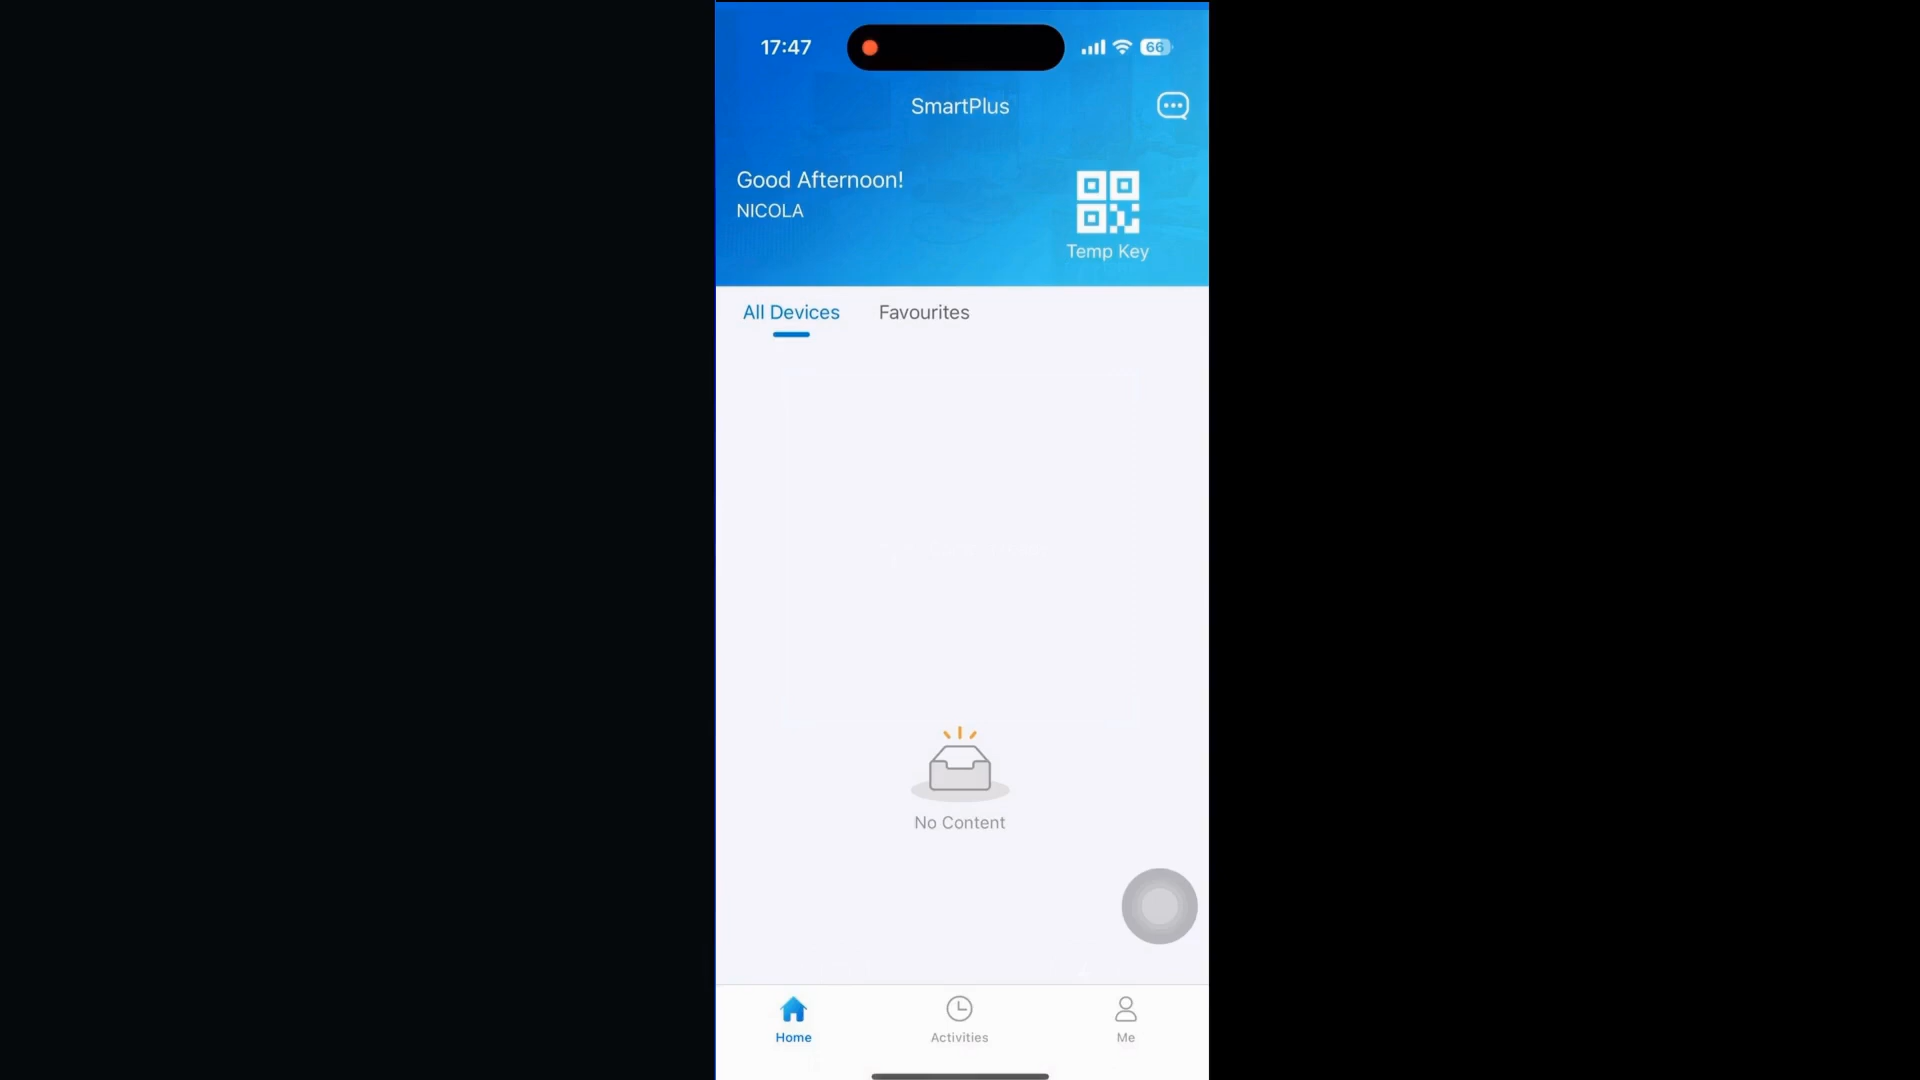 17:47
66
SmartPlus
Good Afternoon!
NICOLA
Temp Key
All Devices
Favourites
No Content
Home
Activities
Me